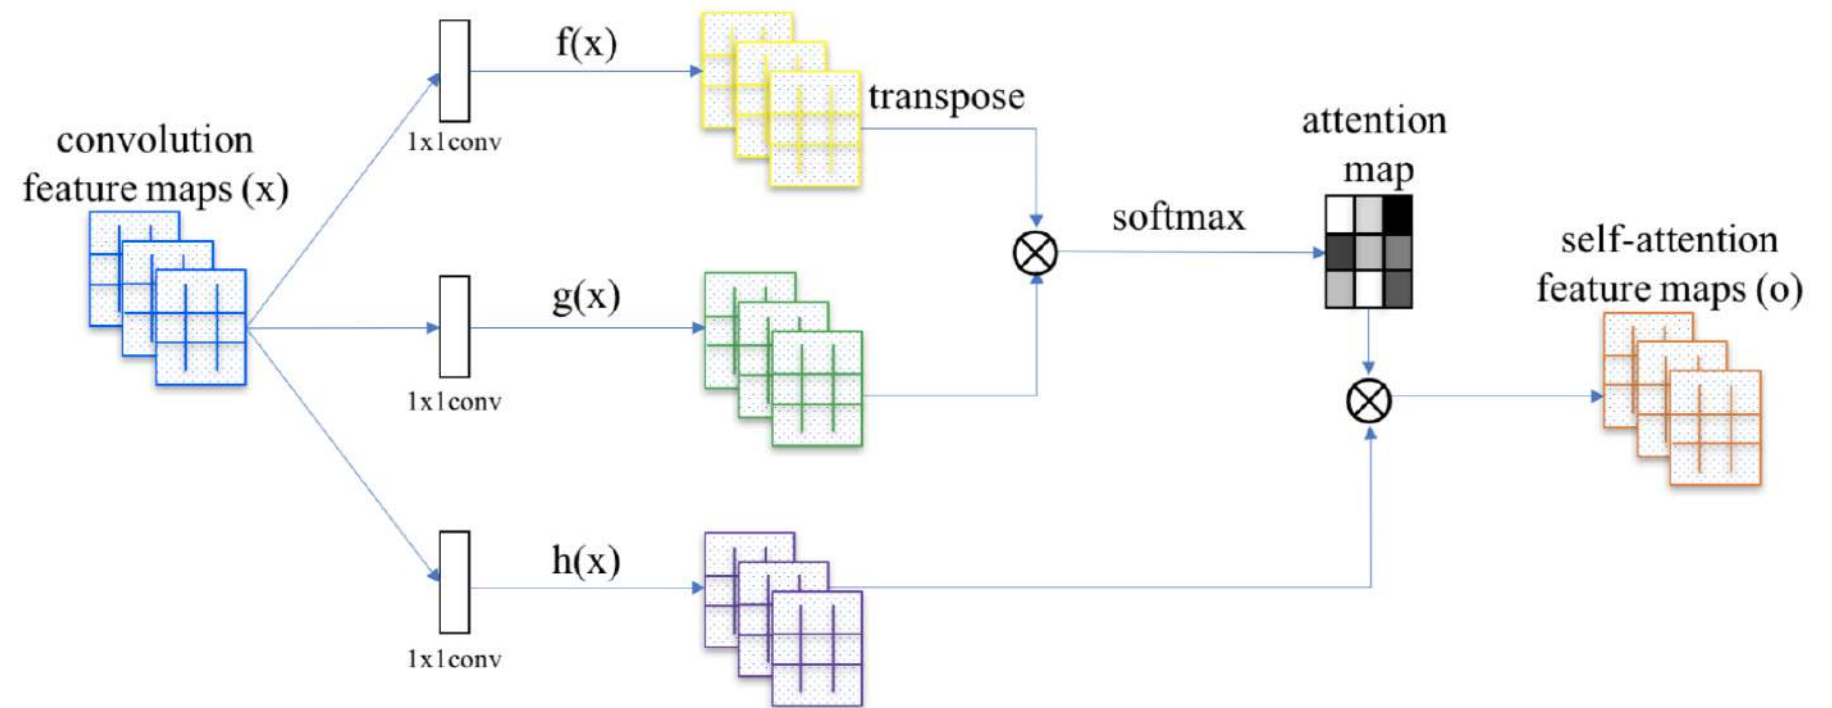 convolution
feature maps (x)
1x1conv
f(x)
transpose
1x1conv
g(x)
1x1conv
h(x)
softmax
attention
map
self-attention
feature maps (o)